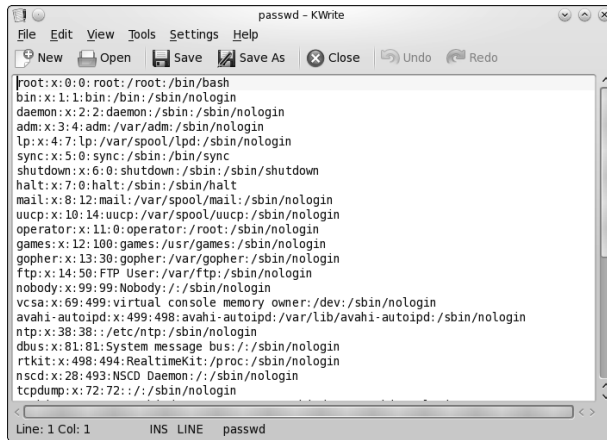 passwd – KWrite
File Edit View Tools Settings Help
New Open Save Save As Close Undo Redo
root:x:0:0:root:/root:/bin/bash
bin:x:1:1:bin:/bin:/sbin/nologin
daemon:x:2:2:daemon:/sbin:/sbin/nologin
adm:x:3:4:adm:/var/adm:/sbin/nologin
lp:x:4:7:lp:/var/spool/lpd:/sbin/nologin
sync:x:5:0:sync:/sbin:/bin/sync
shutdown:x:6:0:shutdown:/sbin:/sbin/shutdown
halt:x:7:0:halt:/sbin:/sbin/halt
mail:x:8:12:mail:/var/spool/mail:/sbin/nologin
uucp:x:10:14:uucp:/var/spool/uucp:/sbin/nologin
operator:x:11:0:operator:/root:/sbin/nologin
games:x:12:100:games:/usr/games:/sbin/nologin
gopher:x:13:30:gopher:/var/gopher:/sbin/nologin
ftp:x:14:50:FTP User:/var/ftp:/sbin/nologin
nobody:x:99:99:Nobody:/:/sbin/nologin
vcsa:x:69:499:virtual console memory owner:/dev:/sbin/nologin
avahi-autoipd:x:499:498:avahi-autoipd:/var/lib/avahi-autoipd:/sbin/nologin
ntp:x:38:38::/etc/ntp:/sbin/nologin
dbus:x:81:81:System message bus:/:/sbin/nologin
rtkit:x:498:494:RealtimeKit:/proc:/sbin/nologin
nscd:x:28:493:NSCD Daemon:/:/sbin/nologin
tcpdump:x:72:72::/:/sbin/nologin
Line: 1 Col: 1 INS LINE passwd